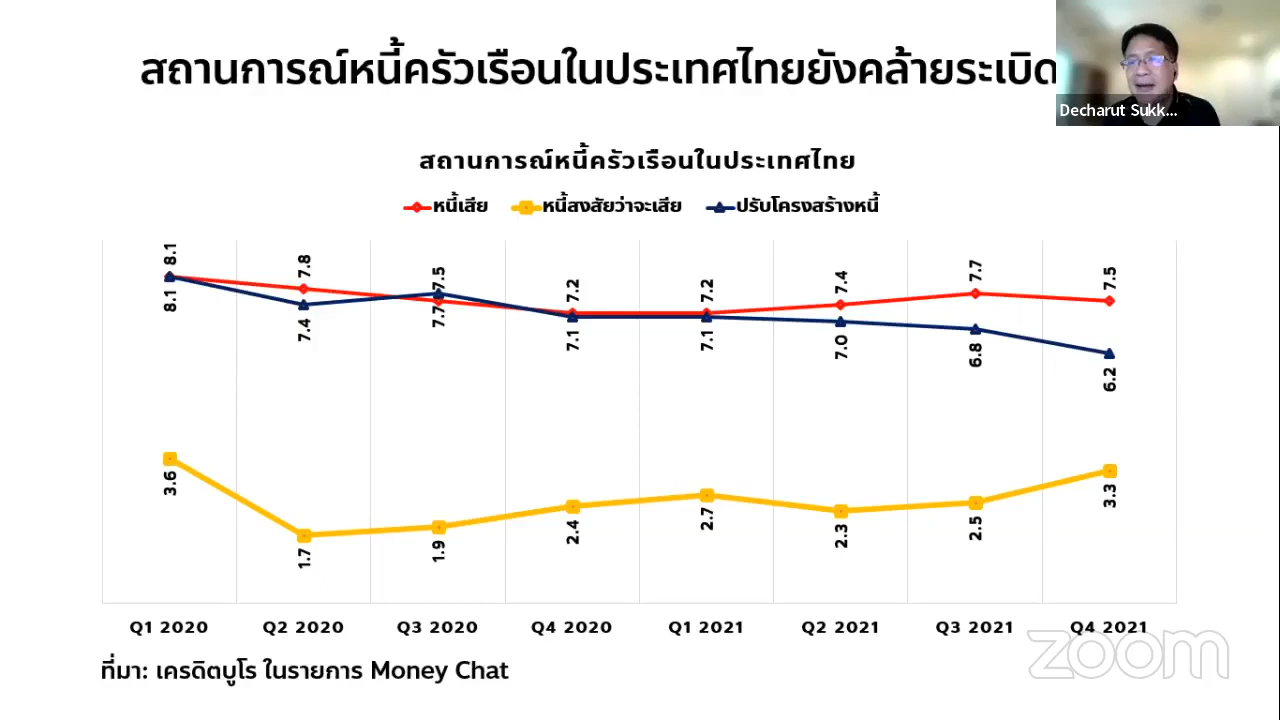 สถานการณ์หนี้ครัวเรือนในประเทศไทยยังคล้ายระเบิด
Decharut Sukk...
สถานการณ์หนี้ครัวเรือนในประเทศไทย
หนี้เสีย หนี้สงสัยว่าจะเสีย ปรับโครงสร้างหนี้
8.1 7.8 7.5 7.2 7.2 7.4 7.7 7.5
8.1 7.4 7.7 7.1 7.1 7.0 6.8 6.2
3.6 1.7 1.9 2.4 2.7 2.3 2.5 3.3
Q1 2020 Q2 2020 Q3 2020 Q4 2020 Q1 2021 Q2 2021 Q3 2021 Q4 2021
zoom
ที่มา: เครดิตบูโร ในรายการ Money Chat